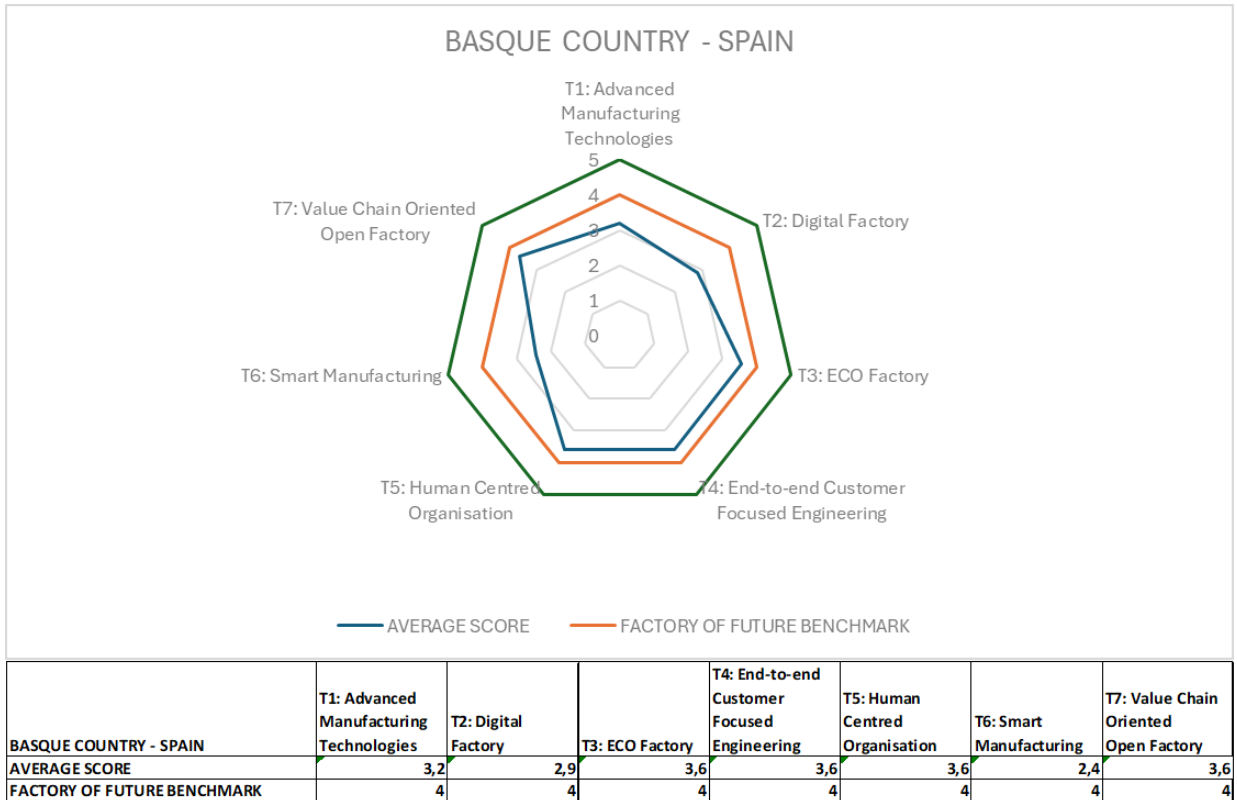 BASQUE COUNTRY - SPAIN
T1: Advanced
Manufacturing
Technologies
5
4
3
2
1
0
T2: Digital Factory
T3: ECO Factory
T4: End-to-end Customer
Focused Engineering
T5: Human Centred
Organisation
T6: Smart Manufacturing
T7: Value Chain Oriented
Open Factory
AVERAGE SCORE
FACTORY OF FUTURE BENCHMARK
BASQUE COUNTRY - SPAIN
T1: Advanced
Manufacturing
Technologies
T2: Digital
Factory
T3: ECO Factory
T4: End-to-end
Customer
Focused
Engineering
T5: Human
Centred
Organisation
T6: Smart
Manufacturing
T7: Value Chain
Oriented
Open Factory
AVERAGE SCORE 3,2 2,9 3,6 3,6 3,6 2,4 3,6
FACTORY OF FUTURE BENCHMARK 4 4 4 4 4 4 4